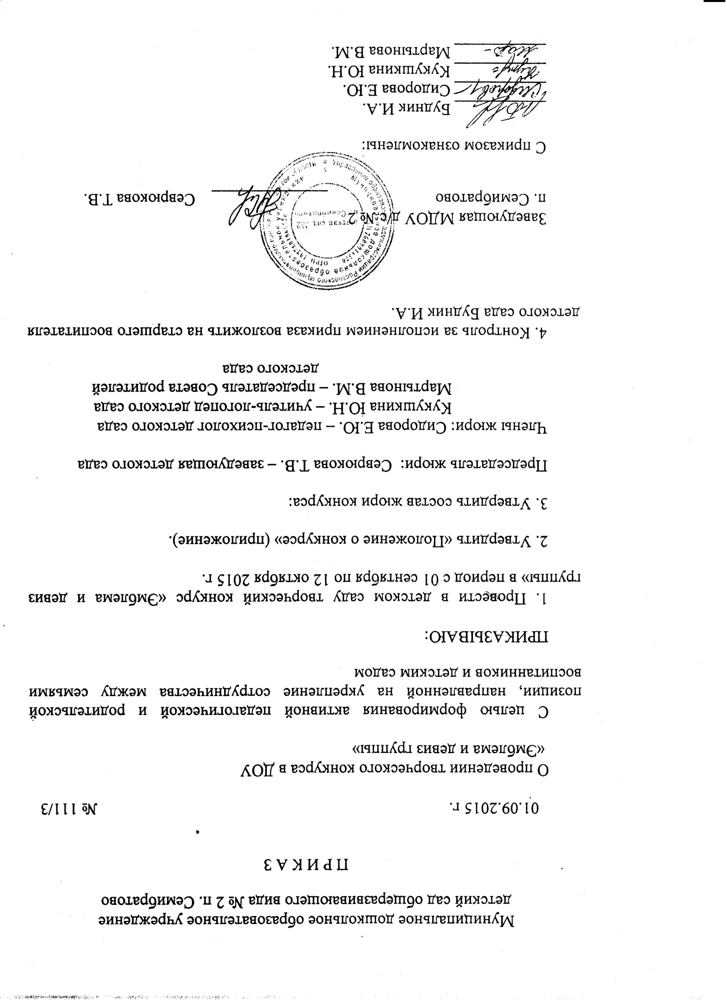 Муниципальное дошкольное образовательное учреждение
детский сад общеразвивающего вида № 2 п. Семибратово
П Р И К А З
01.09.2015 г. № 111/3
О проведении творческого конкурса в ДОУ
«Эмблема и девиз группы»
С целью формирования активной педагогической и родительской
позиции, направленной на укрепление сотрудничества между семьями
воспитанников и детским садом
ПРИКАЗЫВАЮ:
1. Провести в детском саду творческий конкурс «Эмблема и девиз
группы» в период с 01 сентября по 12 октября 2015 г.
2. Утвердить «Положение о конкурсе» (приложение).
3. Утвердить состав жюри конкурса:
Председатель жюри: Севрюкова Т.В. – заведующая детского сада
Члены жюри: Сидорова Е.Ю. – педагог-психолог детского сада
Кукушкина Ю.Н. – учитель-логопед детского сада
Мартынова В.М. – председатель Совета родителей
детского сада
4. Контроль за исполнением приказа возложить на старшего воспитателя
детского сада Будник И.А.
Заведующая МДОУ д/с № 2
п. Семибратово Севрюкова Т.В.
С приказом ознакомлены:
Будник И.А.
Сидорова Е.Ю.
Кукушкина Ю.Н.
Мартынова В.М.